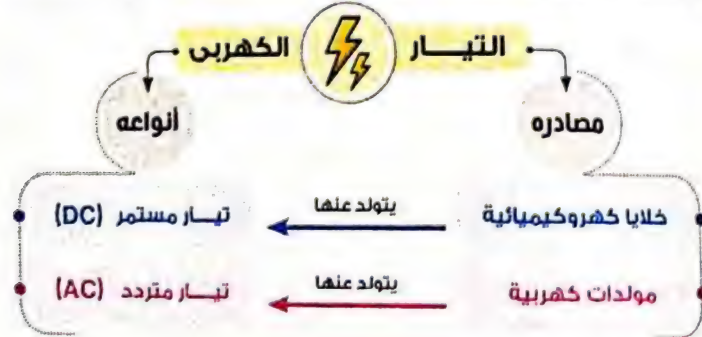 التيـــار الكهربى
مصادره
أنواعه
خلايا كهروكيميائية يتولد عنها تيـــار مستمر (DC)
مولدات كهربية يتولد عنها تيـــار متردد (AC)